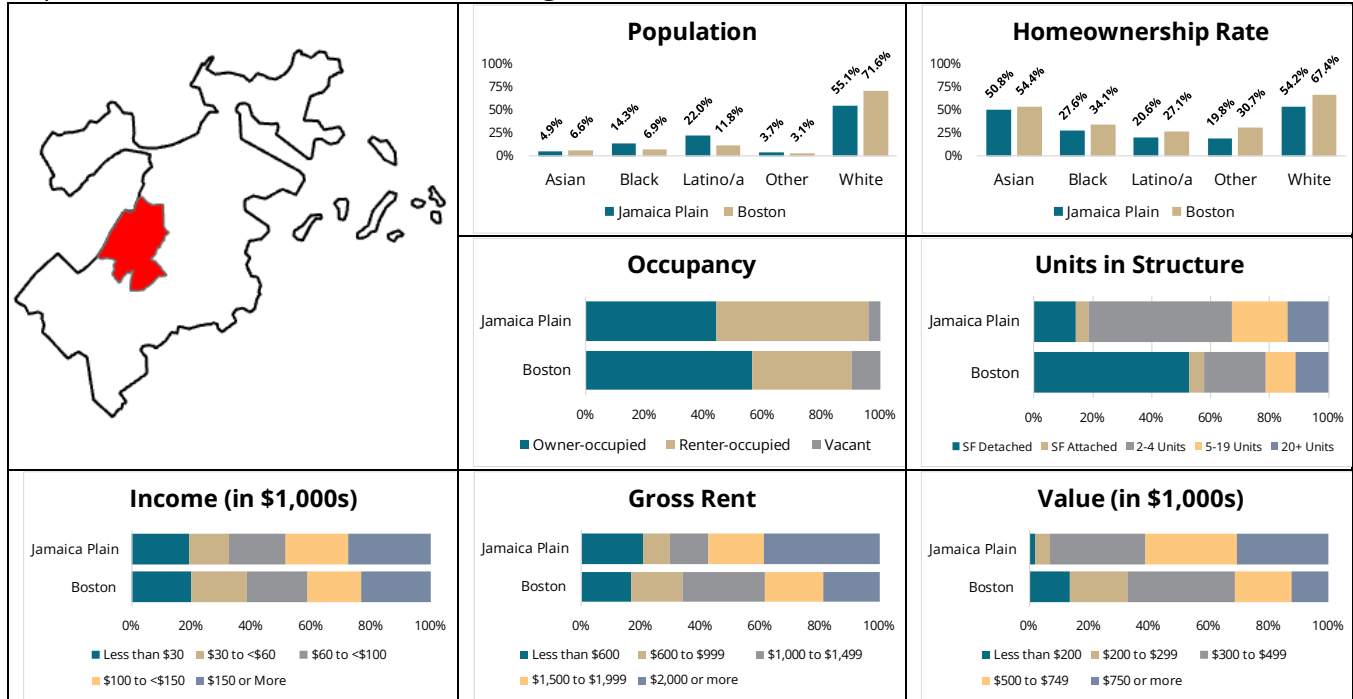 Population
100%
75%
50%
25%
0%
4.9% 6.6% 14.3% 6.9% 22.0% 11.8% 3.7% 3.1% 55.1% 71.6%
Asian Black Latino/a Other White
Jamaica Plain Boston
Homeownership Rate
100%
75%
50%
25%
0%
50.8% 54.4% 27.6% 34.1% 20.6% 27.1% 19.8% 30.7% 54.2% 67.4%
Asian Black Latino/a Other White
Jamaica Plain Boston
Occupancy
Jamaica Plain
Boston
0% 20% 40% 60% 80% 100%
Owner-occupied Renter-occupied Vacant
Units in Structure
Jamaica Plain
Boston
0% 20% 40% 60% 80% 100%
SF Detached SF Attached 2-4 Units 5-19 Units 20+ Units
Income (in $1,000s)
Jamaica Plain
Boston
0% 20% 40% 60% 80% 100%
Less than $30 $30 to <$60 $60 to <$100
$100 to <$150 $150 or More
Gross Rent
Jamaica Plain
Boston
0% 20% 40% 60% 80% 100%
Less than $600 $600 to $999 $1,000 to $1,499
$1,500 to $1,999 $2,000 or more
Value (in $1,000s)
Jamaica Plain
Boston
0% 20% 40% 60% 80% 100%
Less than $200 $200 to $299 $300 to $499
$500 to $749 $750 or more